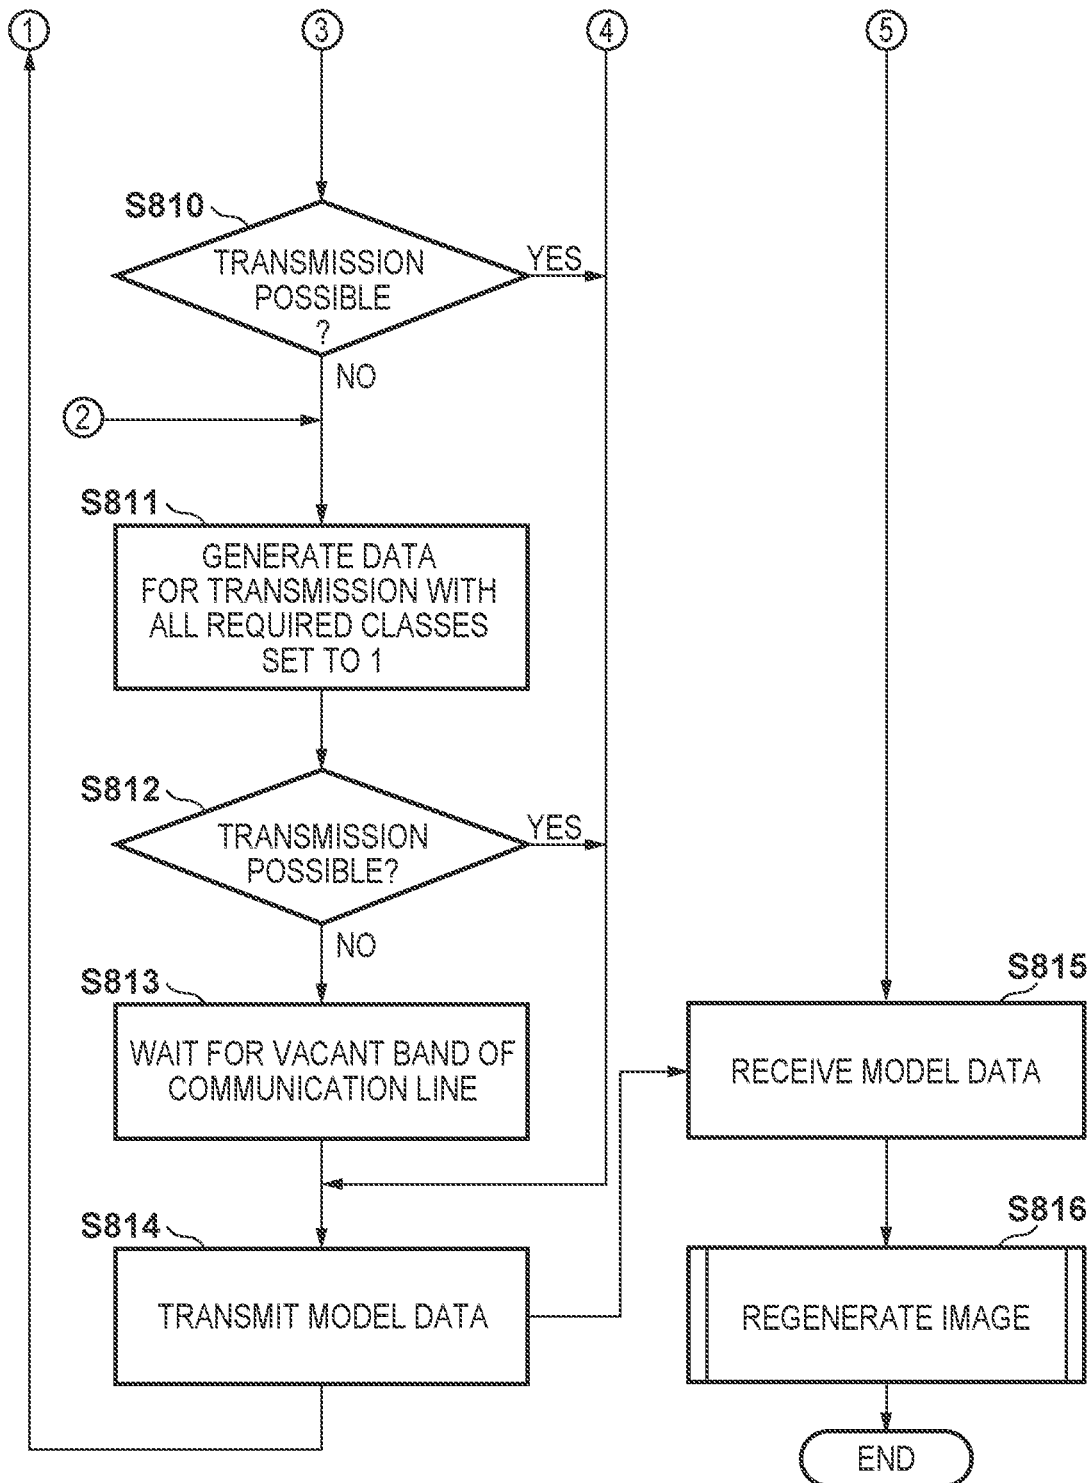 1
3
4
5
S810
TRANSMISSION
POSSIBLE
?
YES
NO
2
S811
GENERATE DATA
FOR TRANSMISSION WITH
ALL REQUIRED CLASSES
SET TO 1
S812
TRANSMISSION
POSSIBLE?
YES
NO
S813
WAIT FOR VACANT BAND OF
COMMUNICATION LINE
S814
TRANSMIT MODEL DATA
S815
RECEIVE MODEL DATA
S816
REGENERATE IMAGE
END